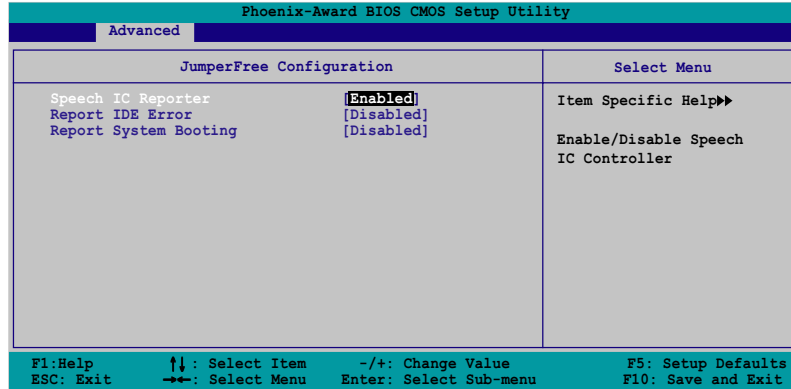 Phoenix-Award BIOS CMOS Setup Utility
Advanced
JumperFree Configuration
Select Menu
Speech IC Reporter [Enabled]
Report IDE Error [Disabled]
Report System Booting [Disabled]
Item Specific Help▶▶
Enable/Disable Speech
IC Controller
F1:Help ↑↓: Select Item -/+: Change Value F5: Setup Defaults
ESC: Exit →←: Select Menu Enter: Select Sub-menu F10: Save and Exit